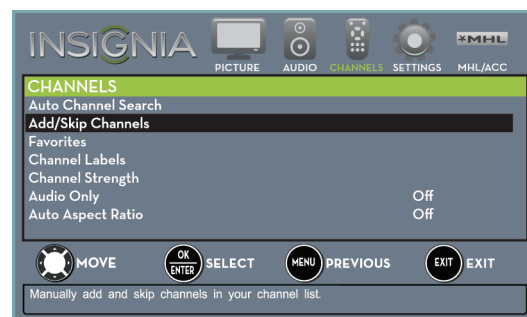 INSIGNIA
PICTURE AUDIO CHANNELS SETTINGS MHL/ACC
MHL
CHANNELS
Auto Channel Search
Add/Skip Channels
Favorites
Channel Labels
Channel Strength
Audio Only Off
Auto Aspect Ratio Off
MOVE OK ENTER SELECT MENU PREVIOUS EXIT EXIT
Manually add and skip channels in your channel list.